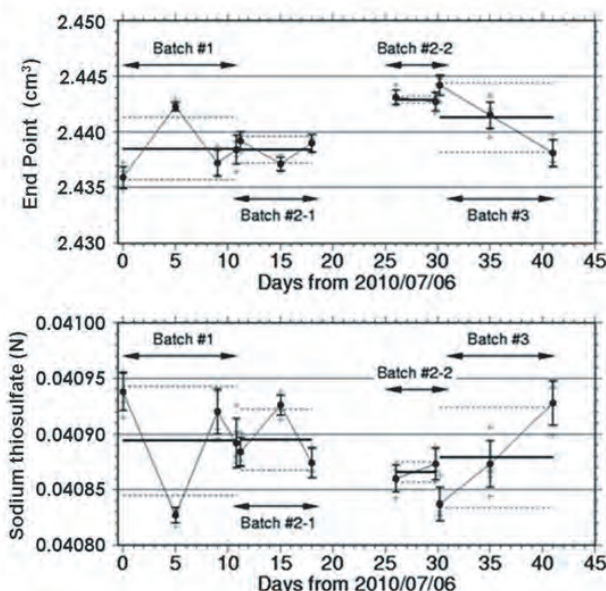 2.450
Batch #1
Batch #2-2
2.445
End Point (cm³)
2.440
2.435
Batch #2-1
Batch #3
2.430
0 5 10 15 20 25 30 35 40 45
Days from 2010/07/06
0.04100
Batch #1
Batch #3
Batch #2-2
0.04095
Sodium thiosulfate (N)
0.04090
0.04085
Batch #2-1
0.04080
0 5 10 15 20 25 30 35 40 45
Days from 2010/07/06